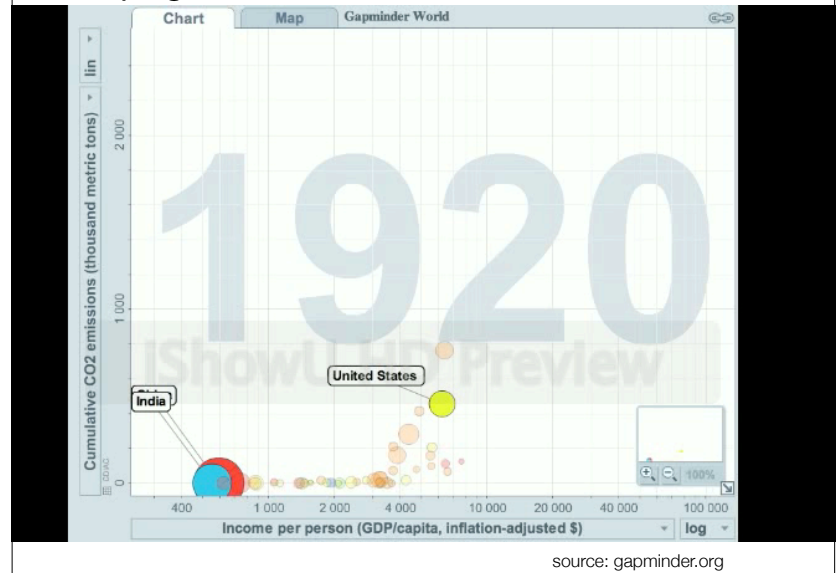 Chart Map Gapminder World
lin
Cumulative CO2 emissions (thousand metric tons)
2 000
1 000
0
1920
iShowU HD Preview
United States
India
100%
400 1 000 2 000 4 000 10 000 20 000 40 000 100 000
Income per person (GDP/capita, inflation-adjusted $) log
source: gapminder.org